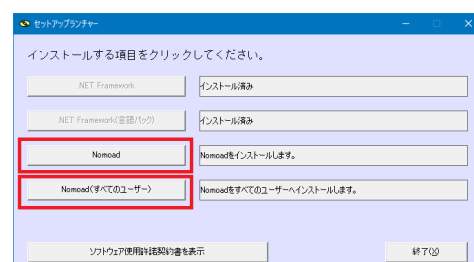 セットアップランチャー
インストールする項目をクリックしてください。
.NET Framework
インストール済み
.NET Framework(言語パック)
インストール済み
Nomoad
Nomoadをインストールします。
Nomoad(すべてのユーザー)
Nomoadをすべてのユーザーへインストールします。
ソフトウェア使用許諾契約書を表示
終了(X)